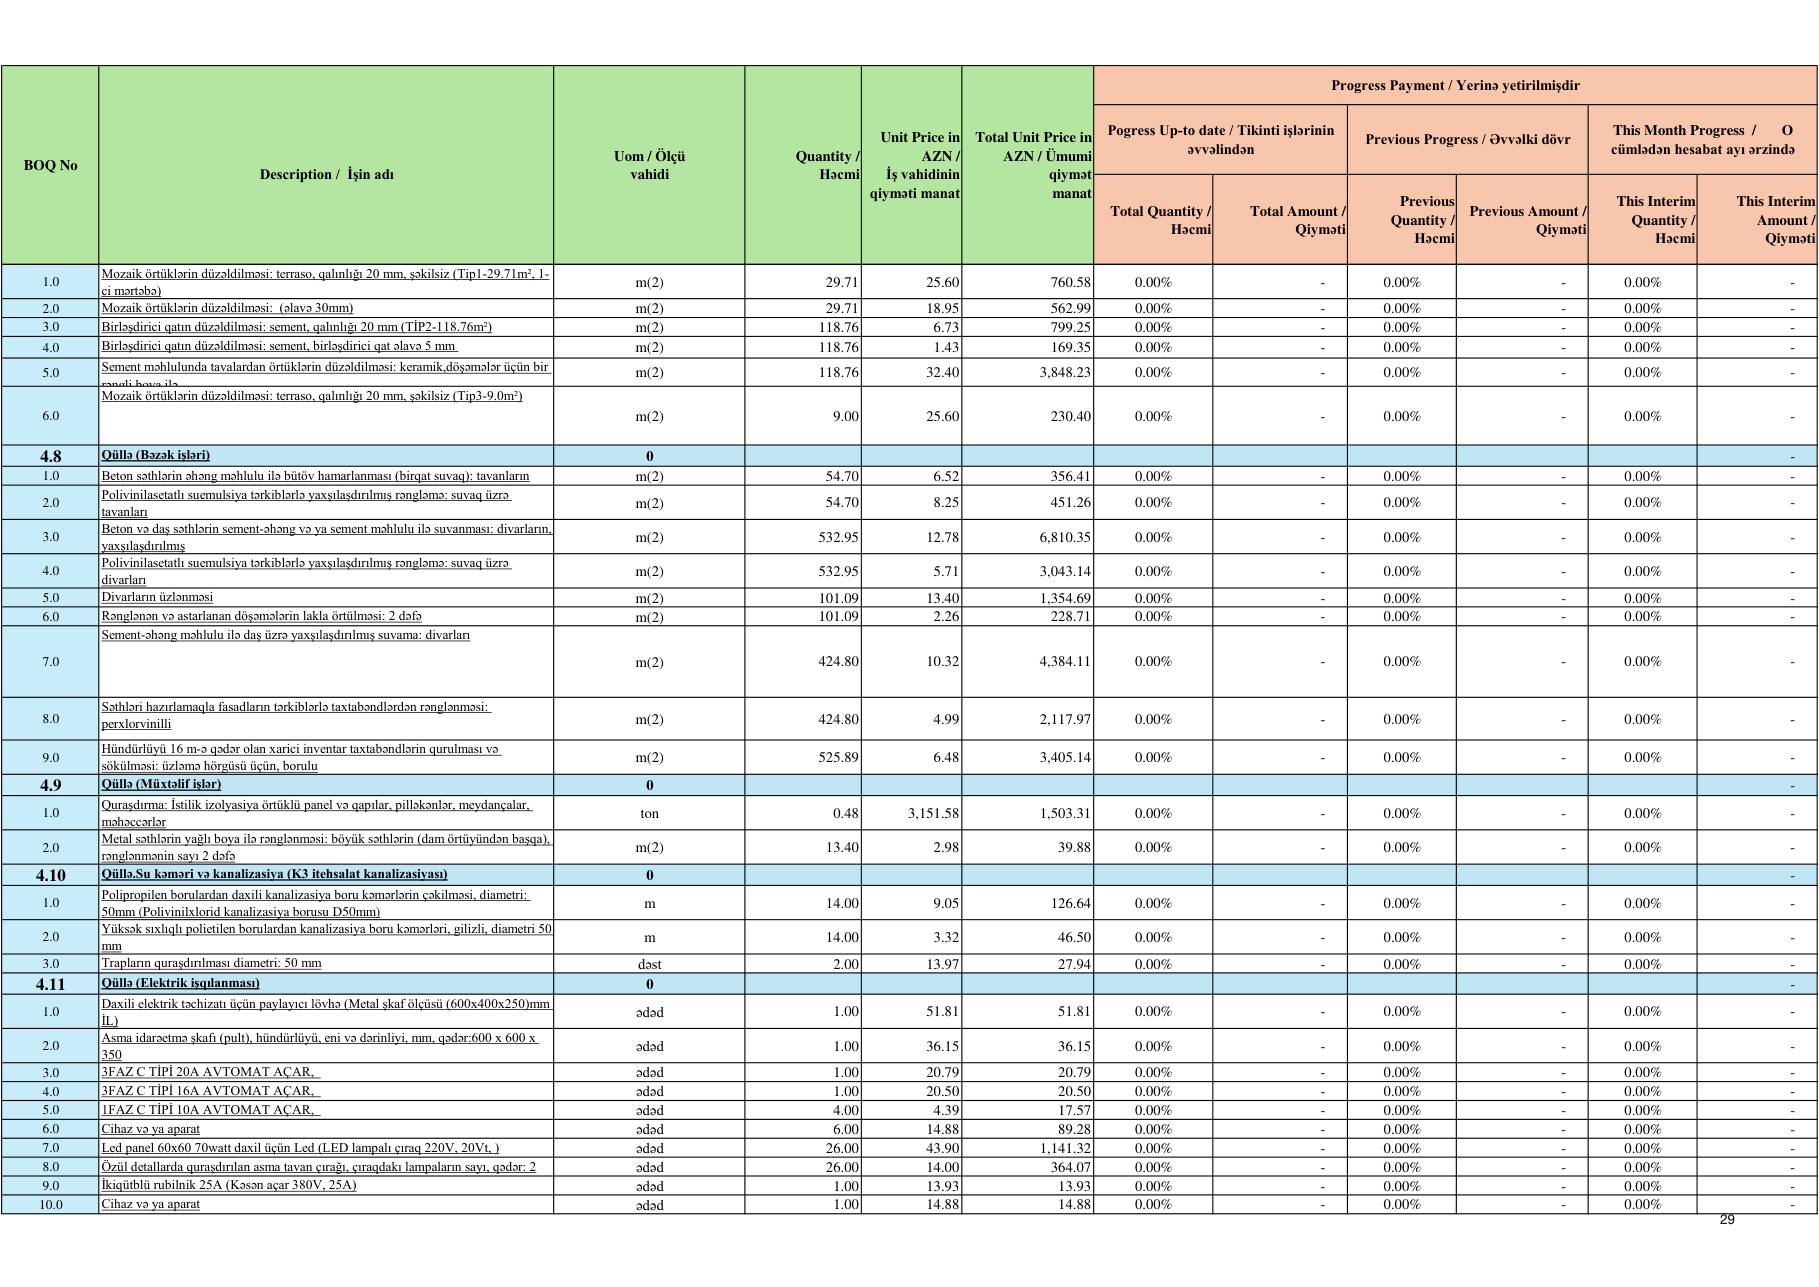 BOQ No
Description / İşin adı
Uom / Ölçü
vahidi
Quantity /
Həcmi
Unit Price in
AZN /
İş vahidinin
qiyməti manat
Total Unit Price in
AZN / Ümumi
qiymət
manat
Progress Payment / Yerinə yetirilmişdir
Pogress Up-to date / Tikinti işlərinin
əvvəlindən
Previous Progress / Əvvəlki dövr
This Month Progress / O
cümlədən hesabat ayı ərzində
Total Quantity /
Həcmi
Total Amount /
Qiyməti
Previous
Quantity /
Həcmi
Previous Amount /
Qiyməti
This Interim
Quantity /
Həcmi
This Interim
Amount /
Qiyməti
1.0 Mozaik örtüklərin düzəldilməsi: terraso, qalınlığı 20 mm, şəkilsiz (Tip1-29.71m², 1-
ci mərtəbə) m(2) 29.71 25.60 760.58 0.00% - 0.00% - 0.00% -
2.0 Mozaik örtüklərin düzəldilməsi: (əlavə 30mm) m(2) 29.71 18.95 562.99 0.00% - 0.00% - 0.00% -
3.0 Birləşdirici qatın düzəldilməsi: sement, qalınlığı 20 mm (TİP2-118.76m²) m(2) 118.76 6.73 799.25 0.00% - 0.00% - 0.00% -
4.0 Birləşdirici qatın düzəldilməsi: sement, birləşdirici qat əlavə 5 mm m(2) 118.76 1.43 169.35 0.00% - 0.00% - 0.00% -
5.0 Sement məhlulunda tavalardan örtüklərin düzəldilməsi: keramik,döşəmələr üçün bir
rəngli boya ilə m(2) 118.76 32.40 3,848.23 0.00% - 0.00% - 0.00% -
6.0 Mozaik örtüklərin düzəldilməsi: terraso, qalınlığı 20 mm, şəkilsiz (Tip3-9.0m²) m(2) 9.00 25.60 230.40 0.00% - 0.00% - 0.00% -
4.8 Qüllə (Bəzək işləri) 0 -
1.0 Beton səthlərin əhəng məhlulu ilə bütöv hamarlanması (birqat suvaq): tavanların m(2) 54.70 6.52 356.41 0.00% - 0.00% - 0.00% -
2.0 Polivinilasetatlı suemulsiya tərkiblərlə yaxşılaşdırılmış rəngləmə: suvaq üzrə
tavanları m(2) 54.70 8.25 451.26 0.00% - 0.00% - 0.00% -
3.0 Beton və daş səthlərin sement-əhəng və ya sement məhlulu ilə suvanması: divarların,
yaxşılaşdırılmış m(2) 532.95 12.78 6,810.35 0.00% - 0.00% - 0.00% -
4.0 Polivinilasetatlı suemulsiya tərkiblərlə yaxşılaşdırılmış rəngləmə: suvaq üzrə
divarları m(2) 532.95 5.71 3,043.14 0.00% - 0.00% - 0.00% -
5.0 Divarların üzlənməsi m(2) 101.09 13.40 1,354.69 0.00% - 0.00% - 0.00% -
6.0 Rənglənən və astarlanan döşəmələrin lakla örtülməsi: 2 dəfə m(2) 101.09 2.26 228.71 0.00% - 0.00% - 0.00% -
7.0 Sement-əhəng məhlulu ilə daş üzrə yaxşılaşdırılmış suvama: divarları m(2) 424.80 10.32 4,384.11 0.00% - 0.00% - 0.00% -
8.0 Səthləri hazırlamaqla fasadların tərkiblərlə taxtabəndlərdən rənglənməsi:
perxlorvinilli m(2) 424.80 4.99 2,117.97 0.00% - 0.00% - 0.00% -
9.0 Hündürlüyü 16 m-ə qədər olan xarici inventar taxtabəndlərin qurulması və
sökülməsi: üzləmə hörgüsü üçün, borulu m(2) 525.89 6.48 3,405.14 0.00% - 0.00% - 0.00% -
4.9 Qüllə (Müxtəlif işlər) 0 -
1.0 Quraşdırma: İstilik izolyasiya örtüklü panel və qapılar, pilləkənlər, meydançalar,
məhəccərlər ton 0.48 3,151.58 1,503.31 0.00% - 0.00% - 0.00% -
2.0 Metal səthlərin yağlı boya ilə rənglənməsi: böyük səthlərin (dam örtüyündən başqa),
rənglənmənin sayı 2 dəfə m(2) 13.40 2.98 39.88 0.00% - 0.00% - 0.00% -
4.10 Qüllə.Su kəməri və kanalizasiya (K3 itehsalat kanalizasiyası) 0 -
1.0 Polipropilen borulardan daxili kanalizasiya boru kəmərlərin çəkilməsi, diametri:
50mm (Polivinilxlorid kanalizasiya borusu D50mm) m 14.00 9.05 126.64 0.00% - 0.00% - 0.00% -
2.0 Yüksək sıxlıqlı polietilen borulardan kanalizasiya boru kəmərləri, gilizli, diametri 50
mm m 14.00 3.32 46.50 0.00% - 0.00% - 0.00% -
3.0 Trapların quraşdırılması diametri: 50 mm dəst 2.00 13.97 27.94 0.00% - 0.00% - 0.00% -
4.11 Qüllə (Elektrik işqılanması) 0 -
1.0 Daxili elektrik təchizatı üçün paylayıcı lövhə (Metal şkaf ölçüsü (600x400x250)mm
İL) ədəd 1.00 51.81 51.81 0.00% - 0.00% - 0.00% -
2.0 Asma idarəetmə şkafı (pult), hündürlüyü, eni və dərinliyi, mm, qədər:600 x 600 x
350 ədəd 1.00 36.15 36.15 0.00% - 0.00% - 0.00% -
3.0 3FAZ C TİPİ 20A AVTOMAT AÇAR, ədəd 1.00 20.79 20.79 0.00% - 0.00% - 0.00% -
4.0 3FAZ C TİPİ 16A AVTOMAT AÇAR, ədəd 1.00 20.50 20.50 0.00% - 0.00% - 0.00% -
5.0 1FAZ C TİPİ 10A AVTOMAT AÇAR, ədəd 4.00 4.39 17.57 0.00% - 0.00% - 0.00% -
6.0 Cihaz və ya aparat ədəd 6.00 14.88 89.28 0.00% - 0.00% - 0.00% -
7.0 Led panel 60x60 70watt daxil üçün Led (LED lampalı çıraq 220V, 20Vt, ) ədəd 26.00 43.90 1,141.32 0.00% - 0.00% - 0.00% -
8.0 Özül detallarda quraşdırılan asma tavan çırağı, çıraqdakı lampaların sayı, qədər: 2 ədəd 26.00 14.00 364.07 0.00% - 0.00% - 0.00% -
9.0 İkiqütblü rubilnik 25A (Kəsən açar 380V, 25A) ədəd 1.00 13.93 13.93 0.00% - 0.00% - 0.00% -
10.0 Cihaz və ya aparat ədəd 1.00 14.88 14.88 0.00% - 0.00% - 0.00% -
29